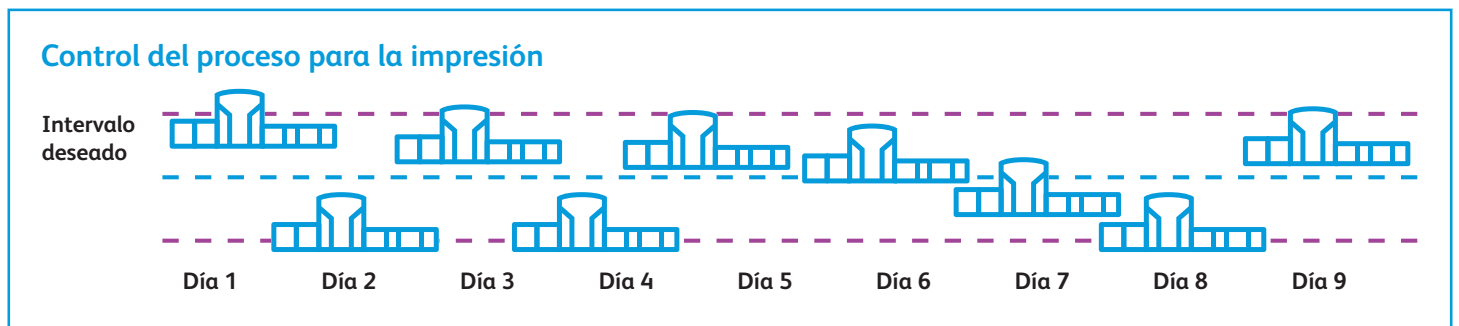 Control del proceso para la impresión
Intervalo
deseado
Día 1 Día 2 Día 3 Día 4 Día 5 Día 6 Día 7 Día 8 Día 9